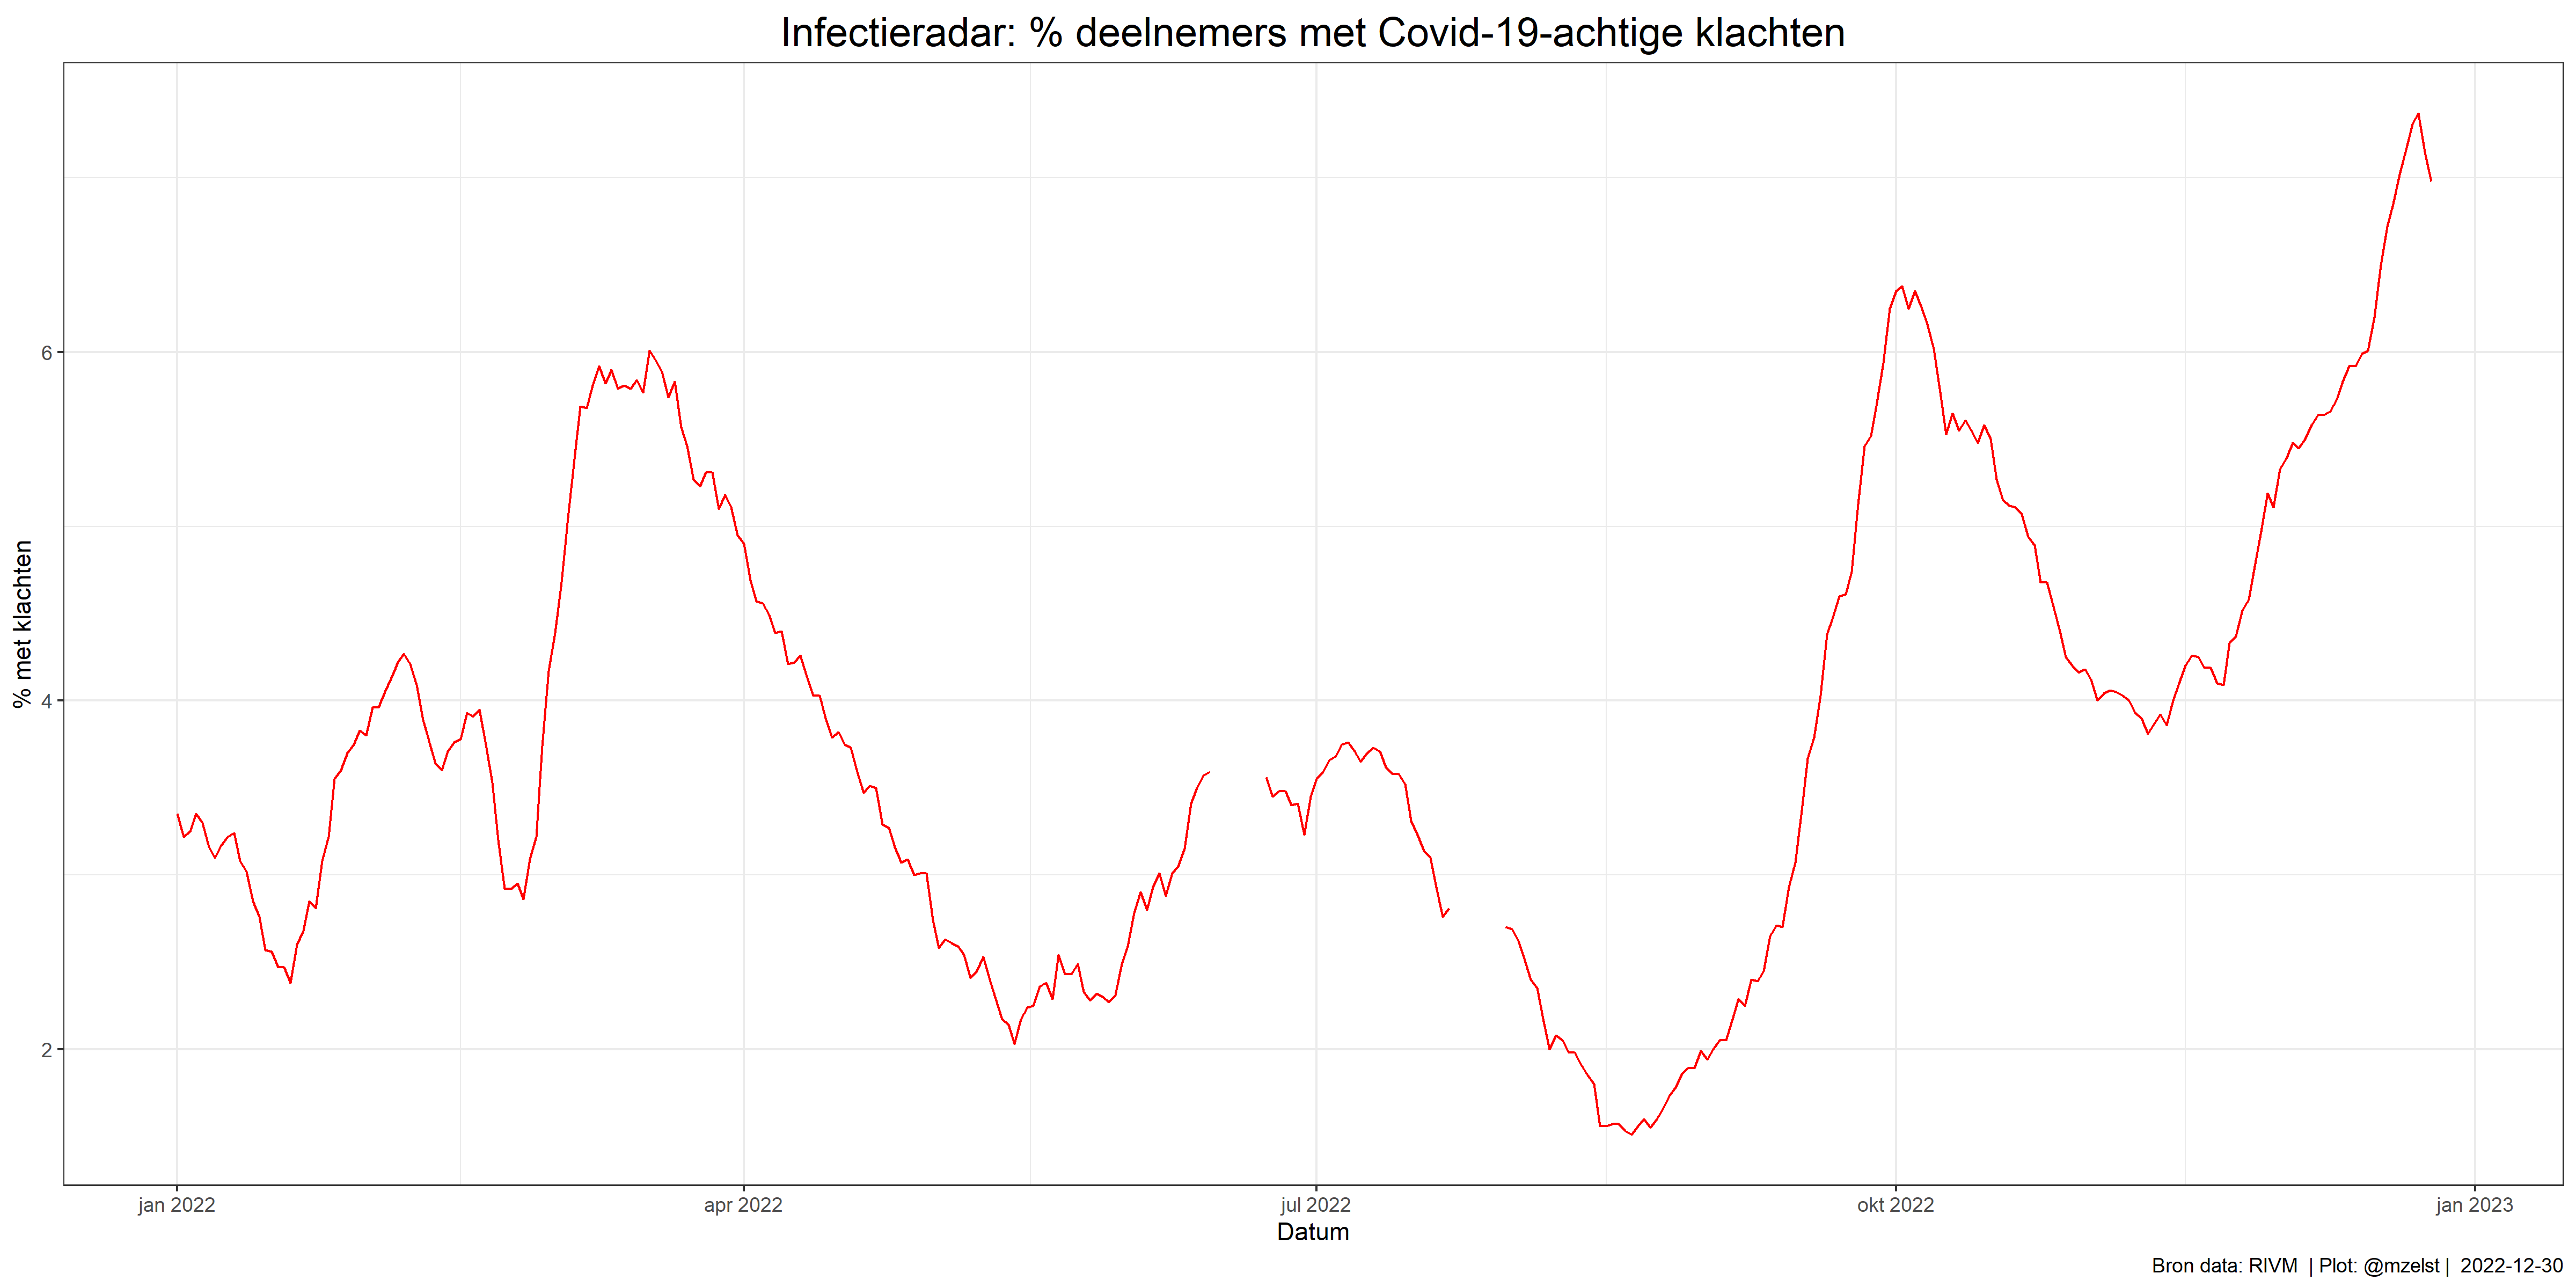 Infectieradar: % deelnemers met Covid-19-achtige klachten
% met klachten
6
4
2
jan 2022
apr 2022
jul 2022
okt 2022
jan 2023
Datum
Bron data: RIVM | Plot: @mzelst | 2022-12-30